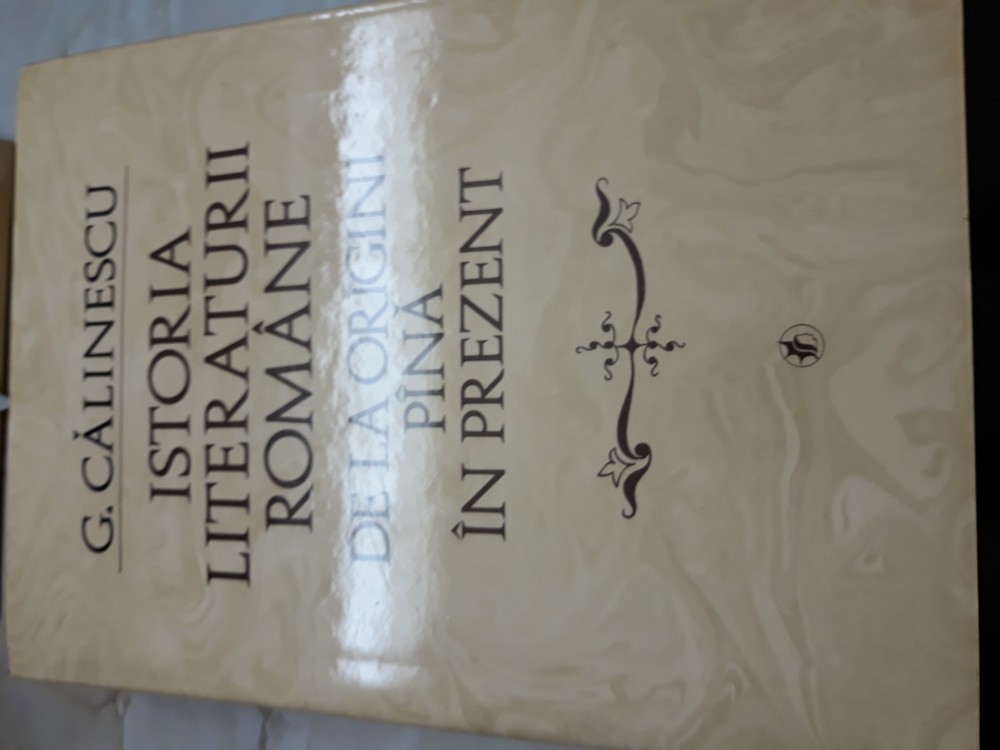 G. CĂLINESCU
ISTORIA
LITERATURII
ROMÂNE
DE LA ORIGINI
PÎNĂ
ÎN PREZENT